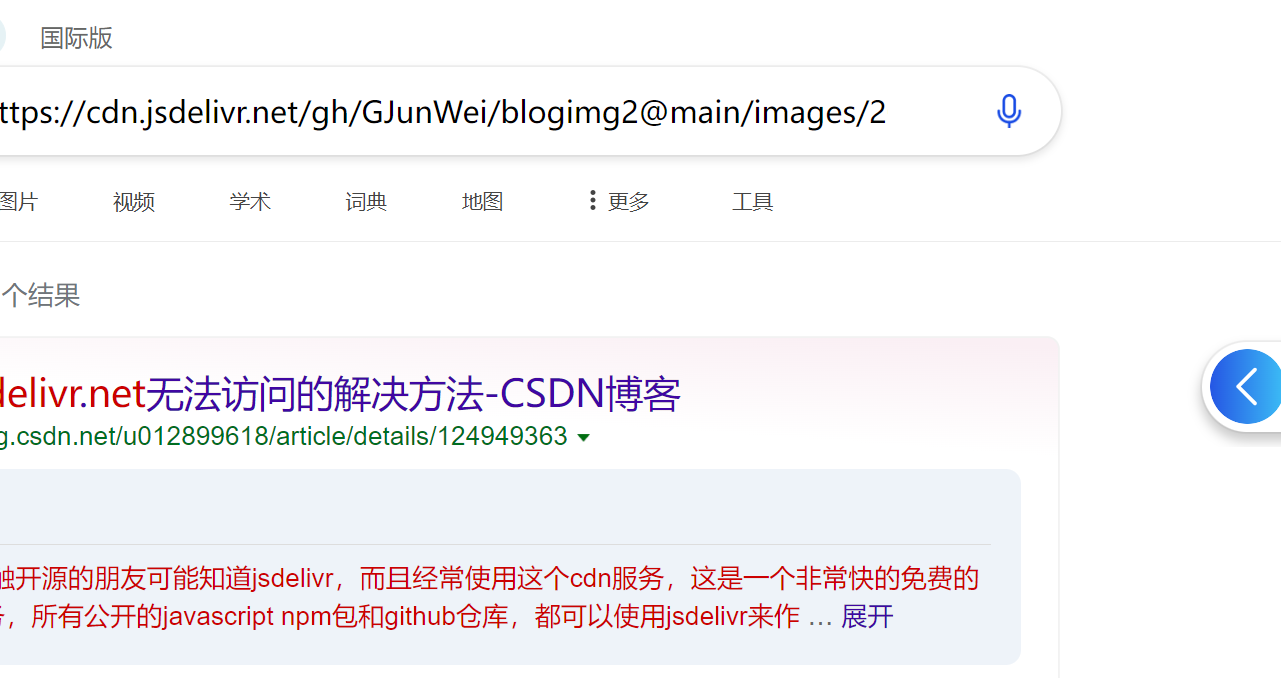 国际版
ttps://cdn.jsdelivr.net/gh/GJunWei/blogimg2@main/images/2
图片 视频 学术 词典 地图 更多 工具
个结果
delivr.net无法访问的解决方法-CSDN博客
g.csdn.net/u012899618/article/details/124949363
触开源的朋友可能知道jsdelivr，而且经常使用这个cdn服务，这是一个非常快的免费的
，所有公开的javascript npm包和github仓库，都可以使用jsdelivr来作 … 展开